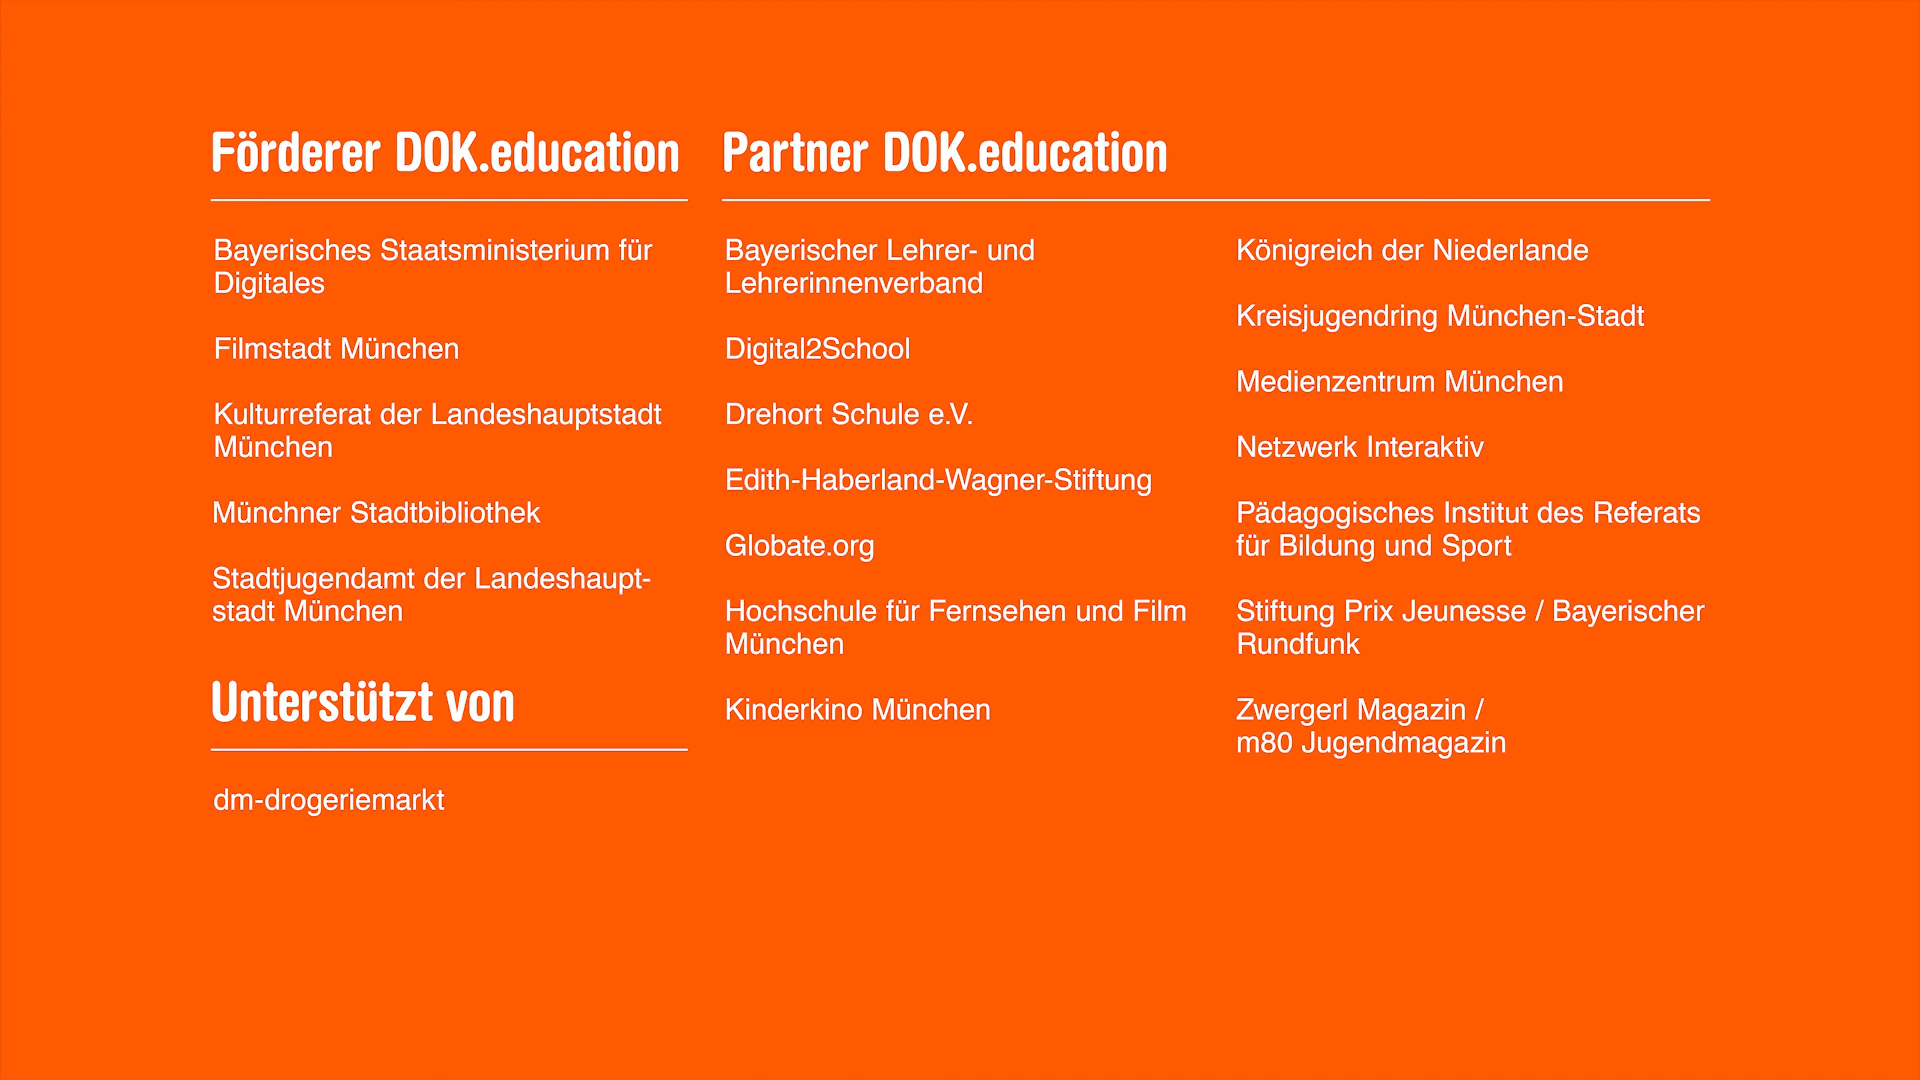 Förderer DOK.education
Bayerisches Staatsministerium für
Digitales
Filmstadt München
Kulturreferat der Landeshauptstadt
München
Münchner Stadtbibliothek
Stadtjugendamt der Landeshaupt-
stadt München
Unterstützt von
dm-drogeriemarkt
Partner DOK.education
Bayerischer Lehrer- und
Lehrerinnenverband
Digital2School
Drehort Schule e.V.
Edith-Haberland-Wagner-Stiftung
Globate.org
Hochschule für Fernsehen und Film
München
Kinderkino München
Königreich der Niederlande
Kreisjugendring München-Stadt
Medienzentrum München
Netzwerk Interaktiv
Pädagogisches Institut des Referats
für Bildung und Sport
Stiftung Prix Jeunesse / Bayerischer
Rundfunk
Zwergerl Magazin /
m80 Jugendmagazin